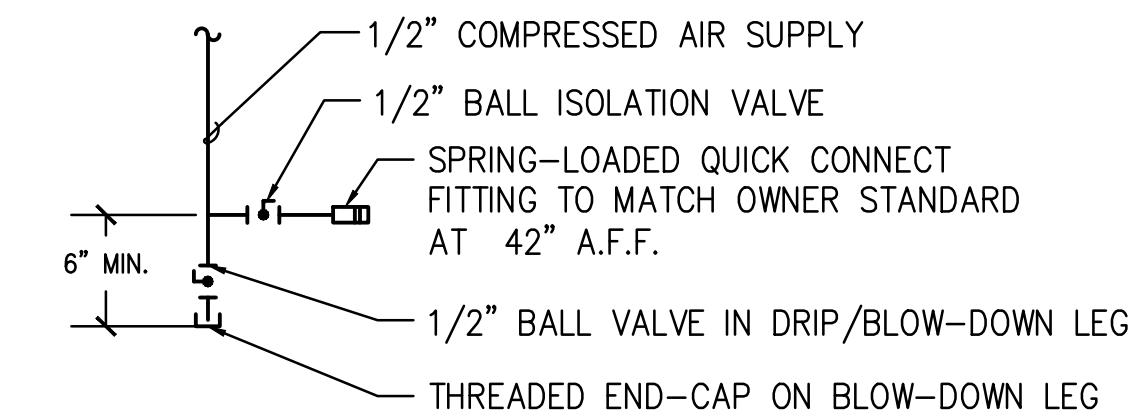 1/2” COMPRESSED AIR SUPPLY
1/2” BALL ISOLATION VALVE
SPRING-LOADED QUICK CONNECT
FITTING TO MATCH OWNER STANDARD
AT 42” A.F.F.
6” MIN.
1/2” BALL VALVE IN DRIP/BLOW-DOWN LEG
THREADED END-CAP ON BLOW-DOWN LEG